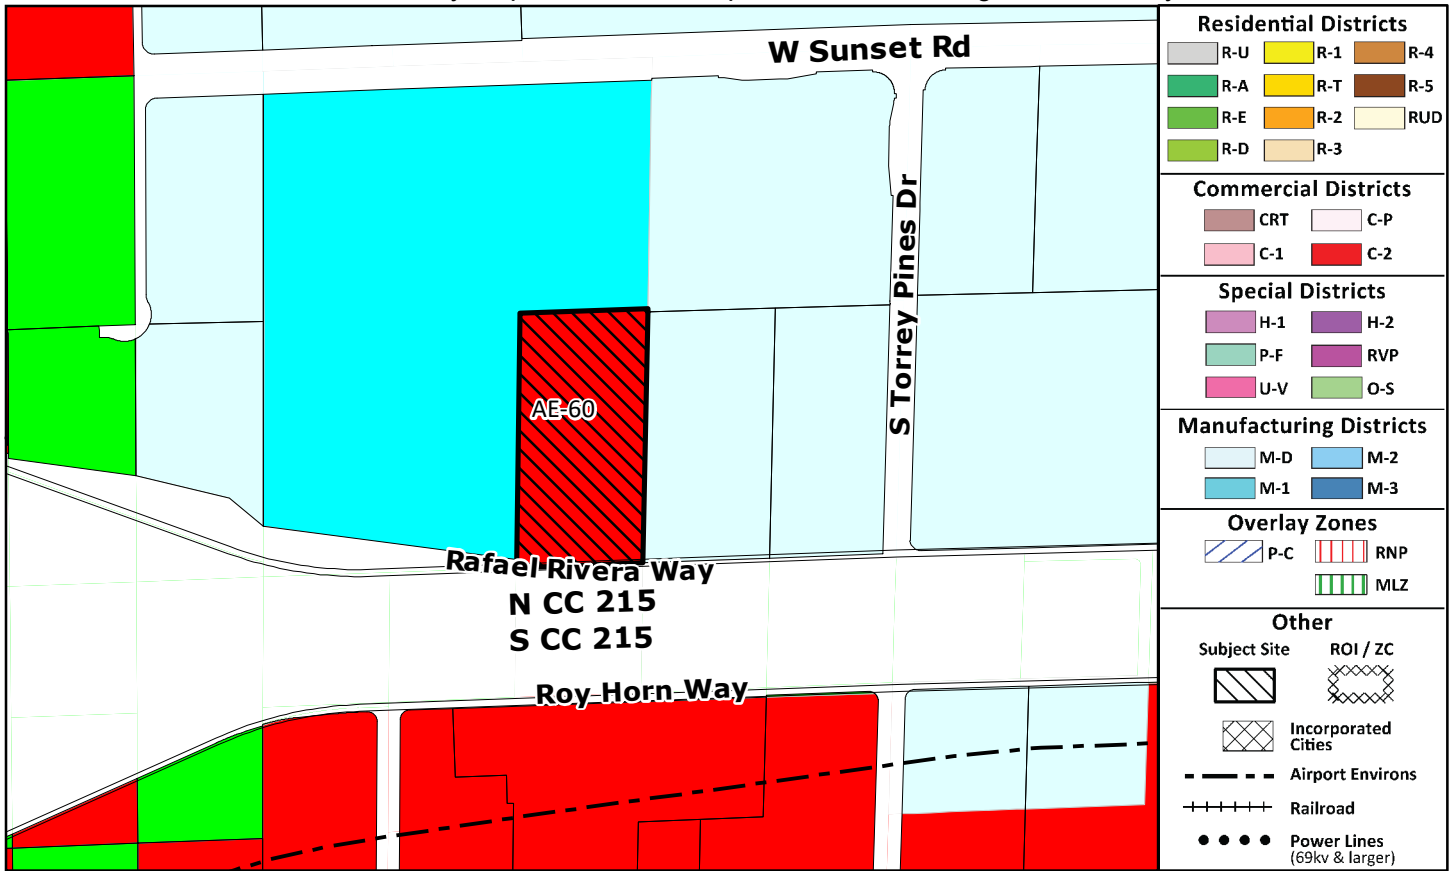 W Sunset Rd
S Torrey Pines Dr
AE-60
Rafael Rivera Way
N CC 215
S CC 215
Roy Horn Way
Residential Districts
R-U R-1 R-4
R-A R-T R-5
R-E R-2 RUD
R-D R-3
Commercial Districts
CRT C-P
C-1 C-2
Special Districts
H-1 H-2
P-F RVP
U-V O-S
Manufacturing Districts
M-D M-2
M-1 M-3
Overlay Zones
P-C RNP
MLZ
Other
Subject Site ROI / ZC
Incorporated
Cities
Airport Environs
Railroad
Power Lines
(69kv & larger)